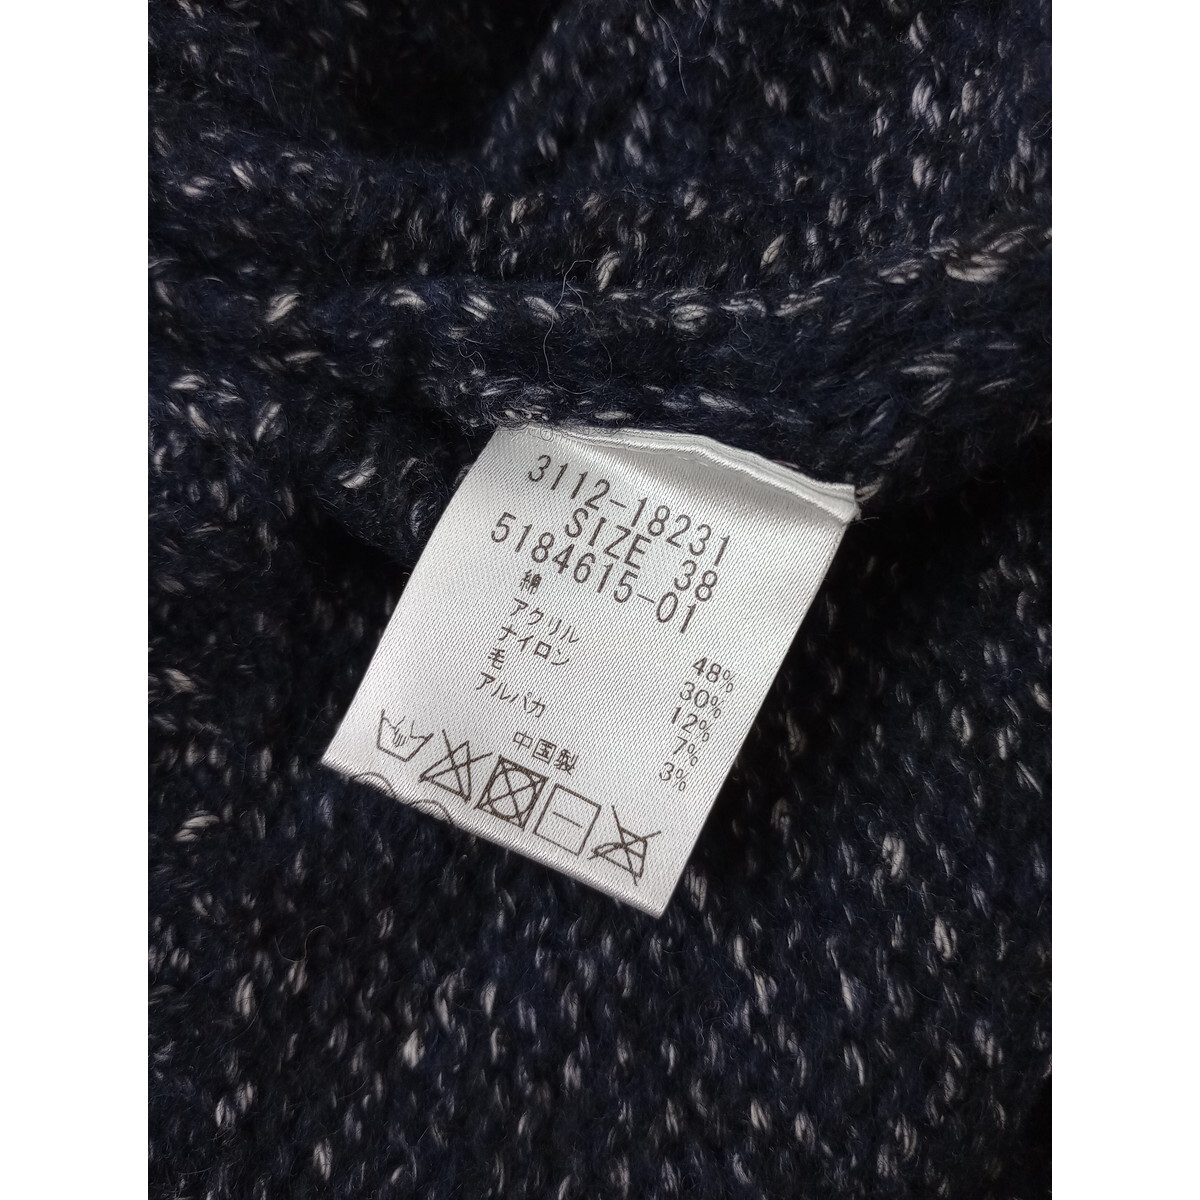 3112-18231
SIZE 38
5184615-01
綿 48%
アクリル 30%
ナイロン 12%
毛 7%
アルパカ 3%
中国製